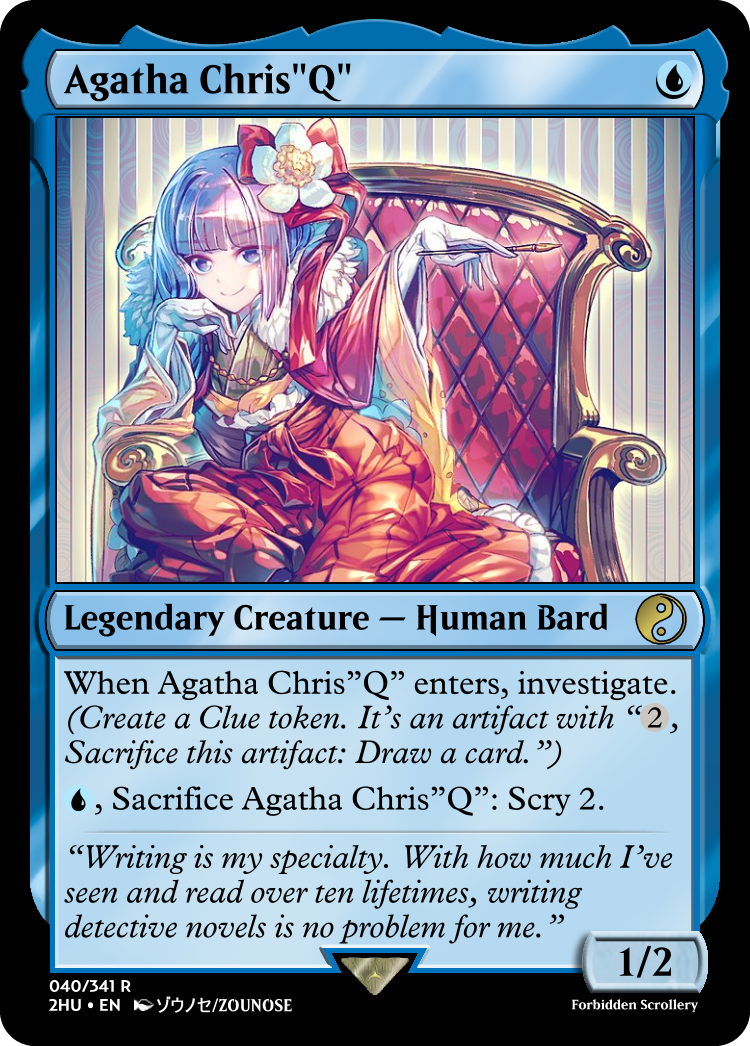 Agatha Chris"Q"
Legendary Creature — Human Bard
When Agatha Chris”Q” enters, investigate.
(Create a Clue token. It's an artifact with “2,
Sacrifice this artifact: Draw a card.”)
, Sacrifice Agatha Chris”Q”: Scry 2.
“Writing is my specialty. With how much I've
seen and read over ten lifetimes, writing
detective novels is no problem for me.”
1/2
040/341 R
2HU • EN ゾウノセ/ZOUNOSE
Forbidden Scrollery